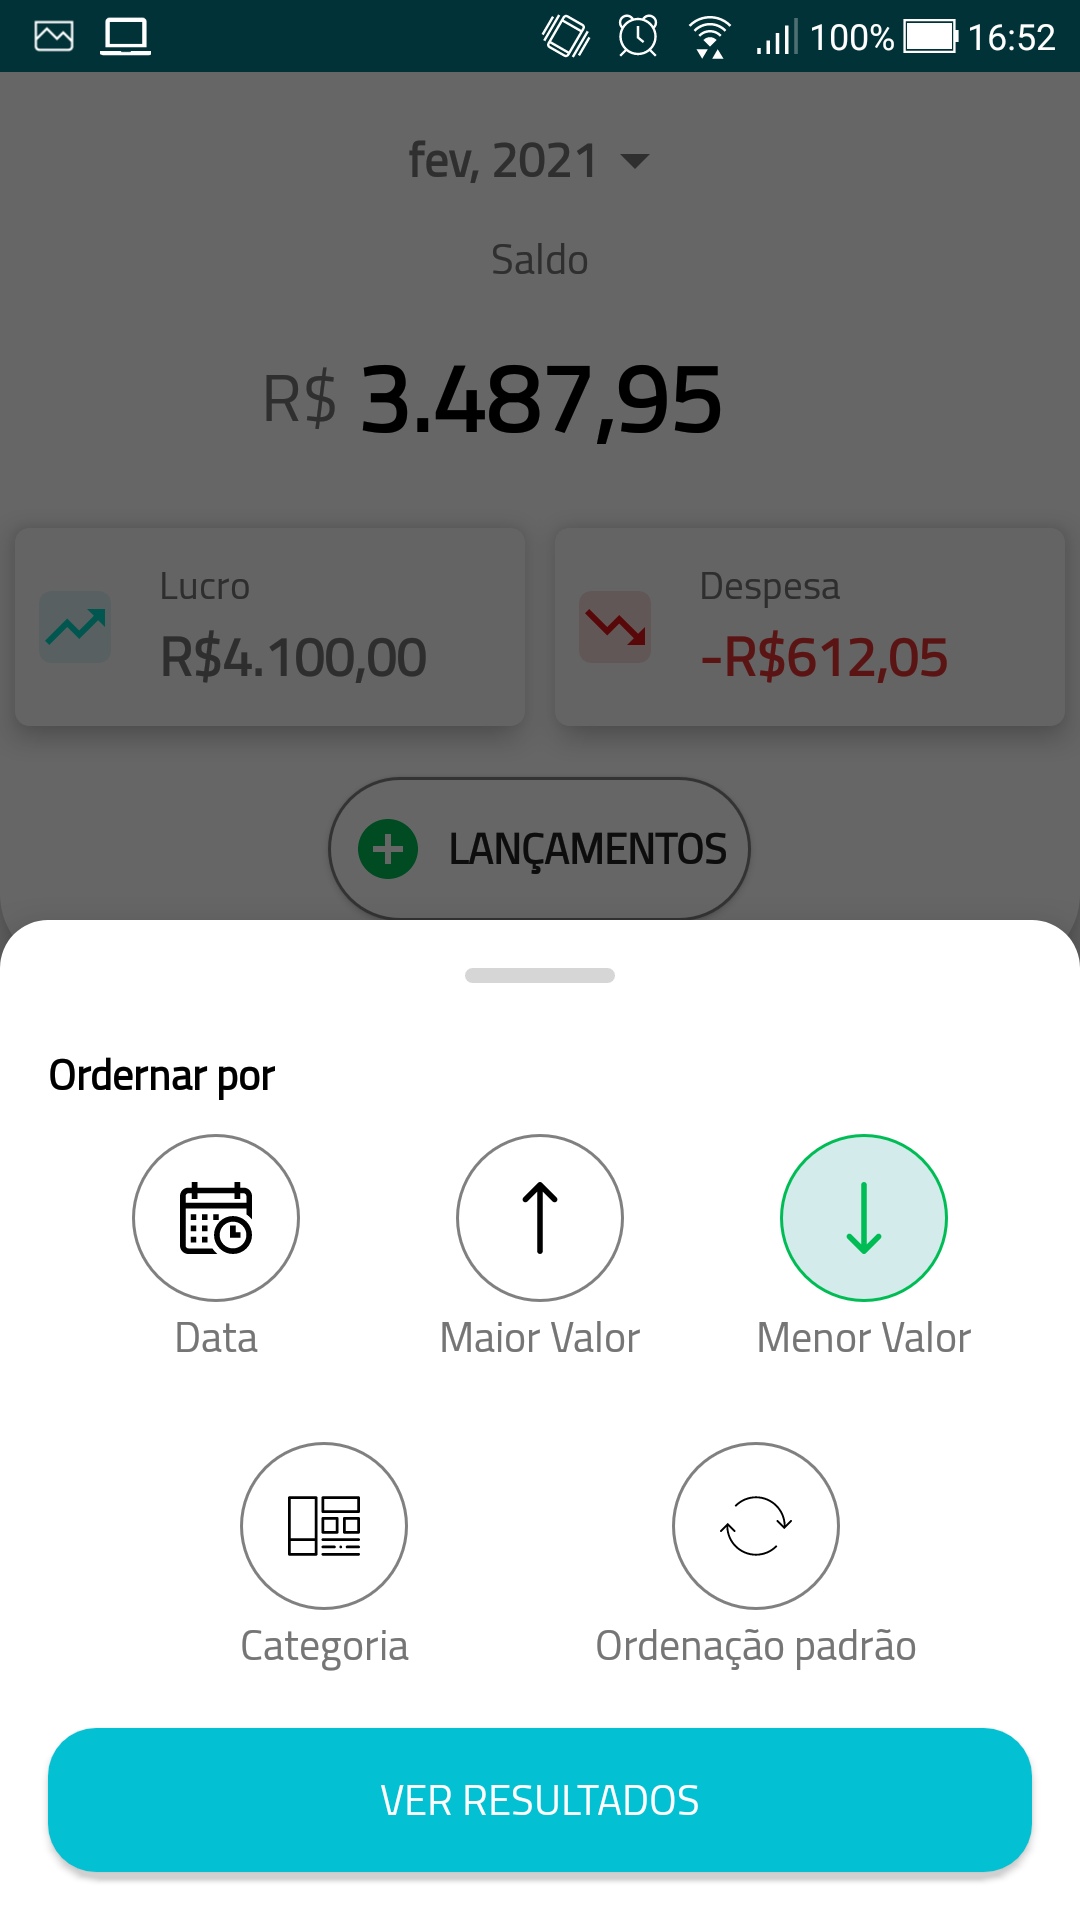 100% 16:52
fev, 2021
Saldo
R$ 3.487,95
Lucro
R$4.100,00
Despesa
-R$612,05
LANÇAMENTOS
Ordernar por
Data
Maior Valor
Menor Valor
Categoria
Ordenação padrão
VER RESULTADOS